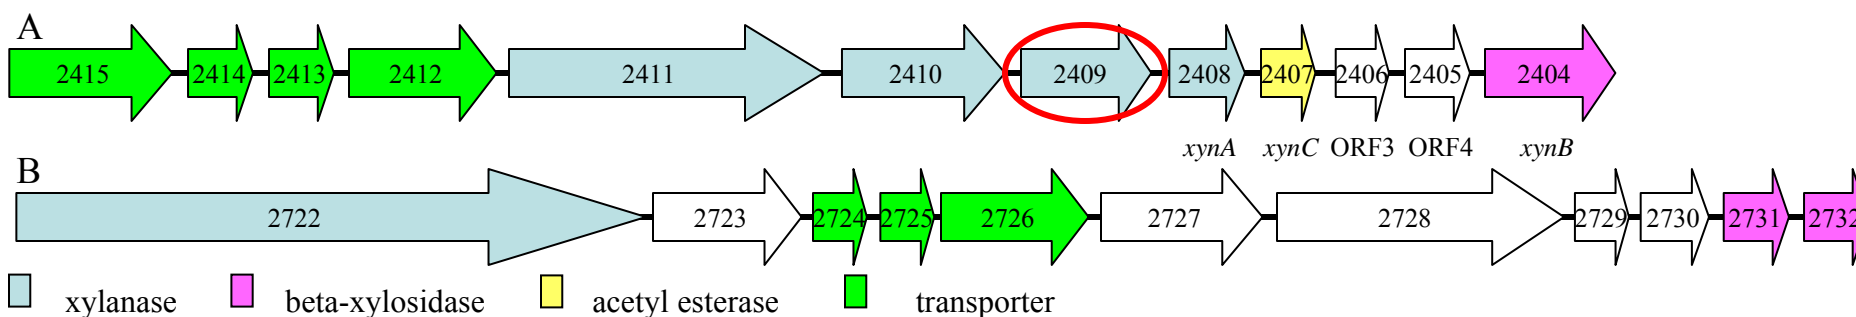 A
2415 2414 2413 2412 2411 2410 2409 2408 2407 2406 2405 2404
xynA xynC ORF3 ORF4 xynB
B
2722 2723 2724 2725 2726 2727 2728 2729 2730 2731 2732
xylanase beta-xylosidase acetyl esterase transporter